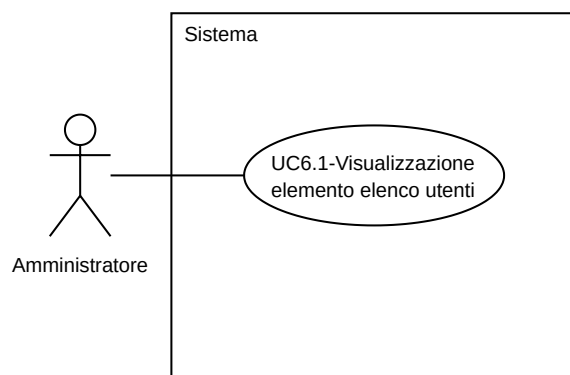 Sistema
UC6.1-Visualizzazione
elemento elenco utenti
Amministratore